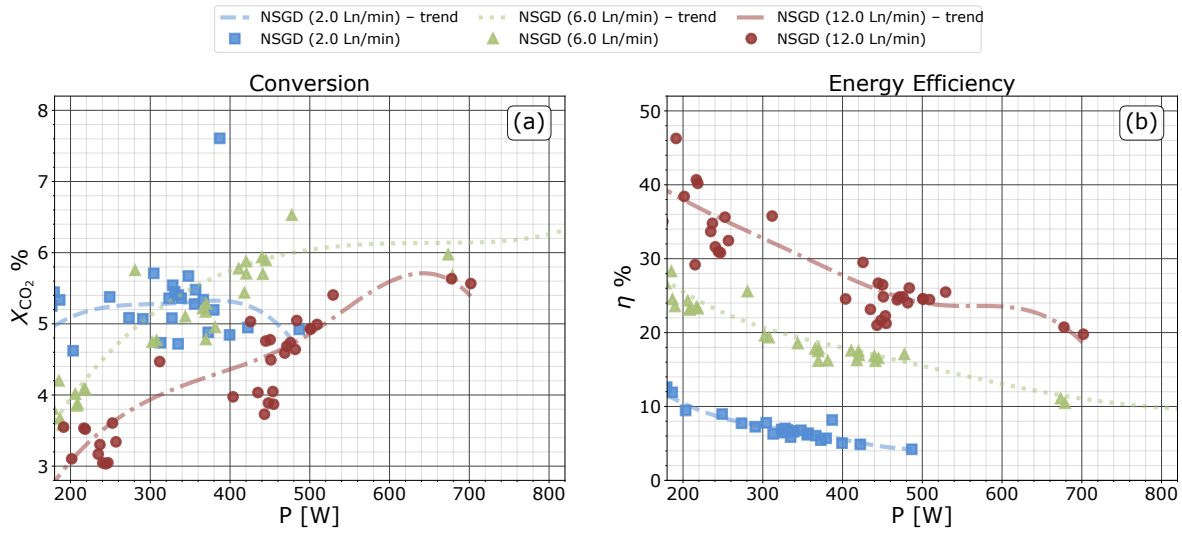 NSGD (2.0 Ln/min) – trend NSGD (6.0 Ln/min) – trend NSGD (12.0 Ln/min) – trend
NSGD (2.0 Ln/min) NSGD (6.0 Ln/min) NSGD (12.0 Ln/min)
Conversion
(a)
8
7
6
5
4
3
X_CO₂ %
200 300 400 500 600 700 800
P [W]
Energy Efficiency
(b)
50
40
30
20
10
0
η %
200 300 400 500 600 700 800
P [W]